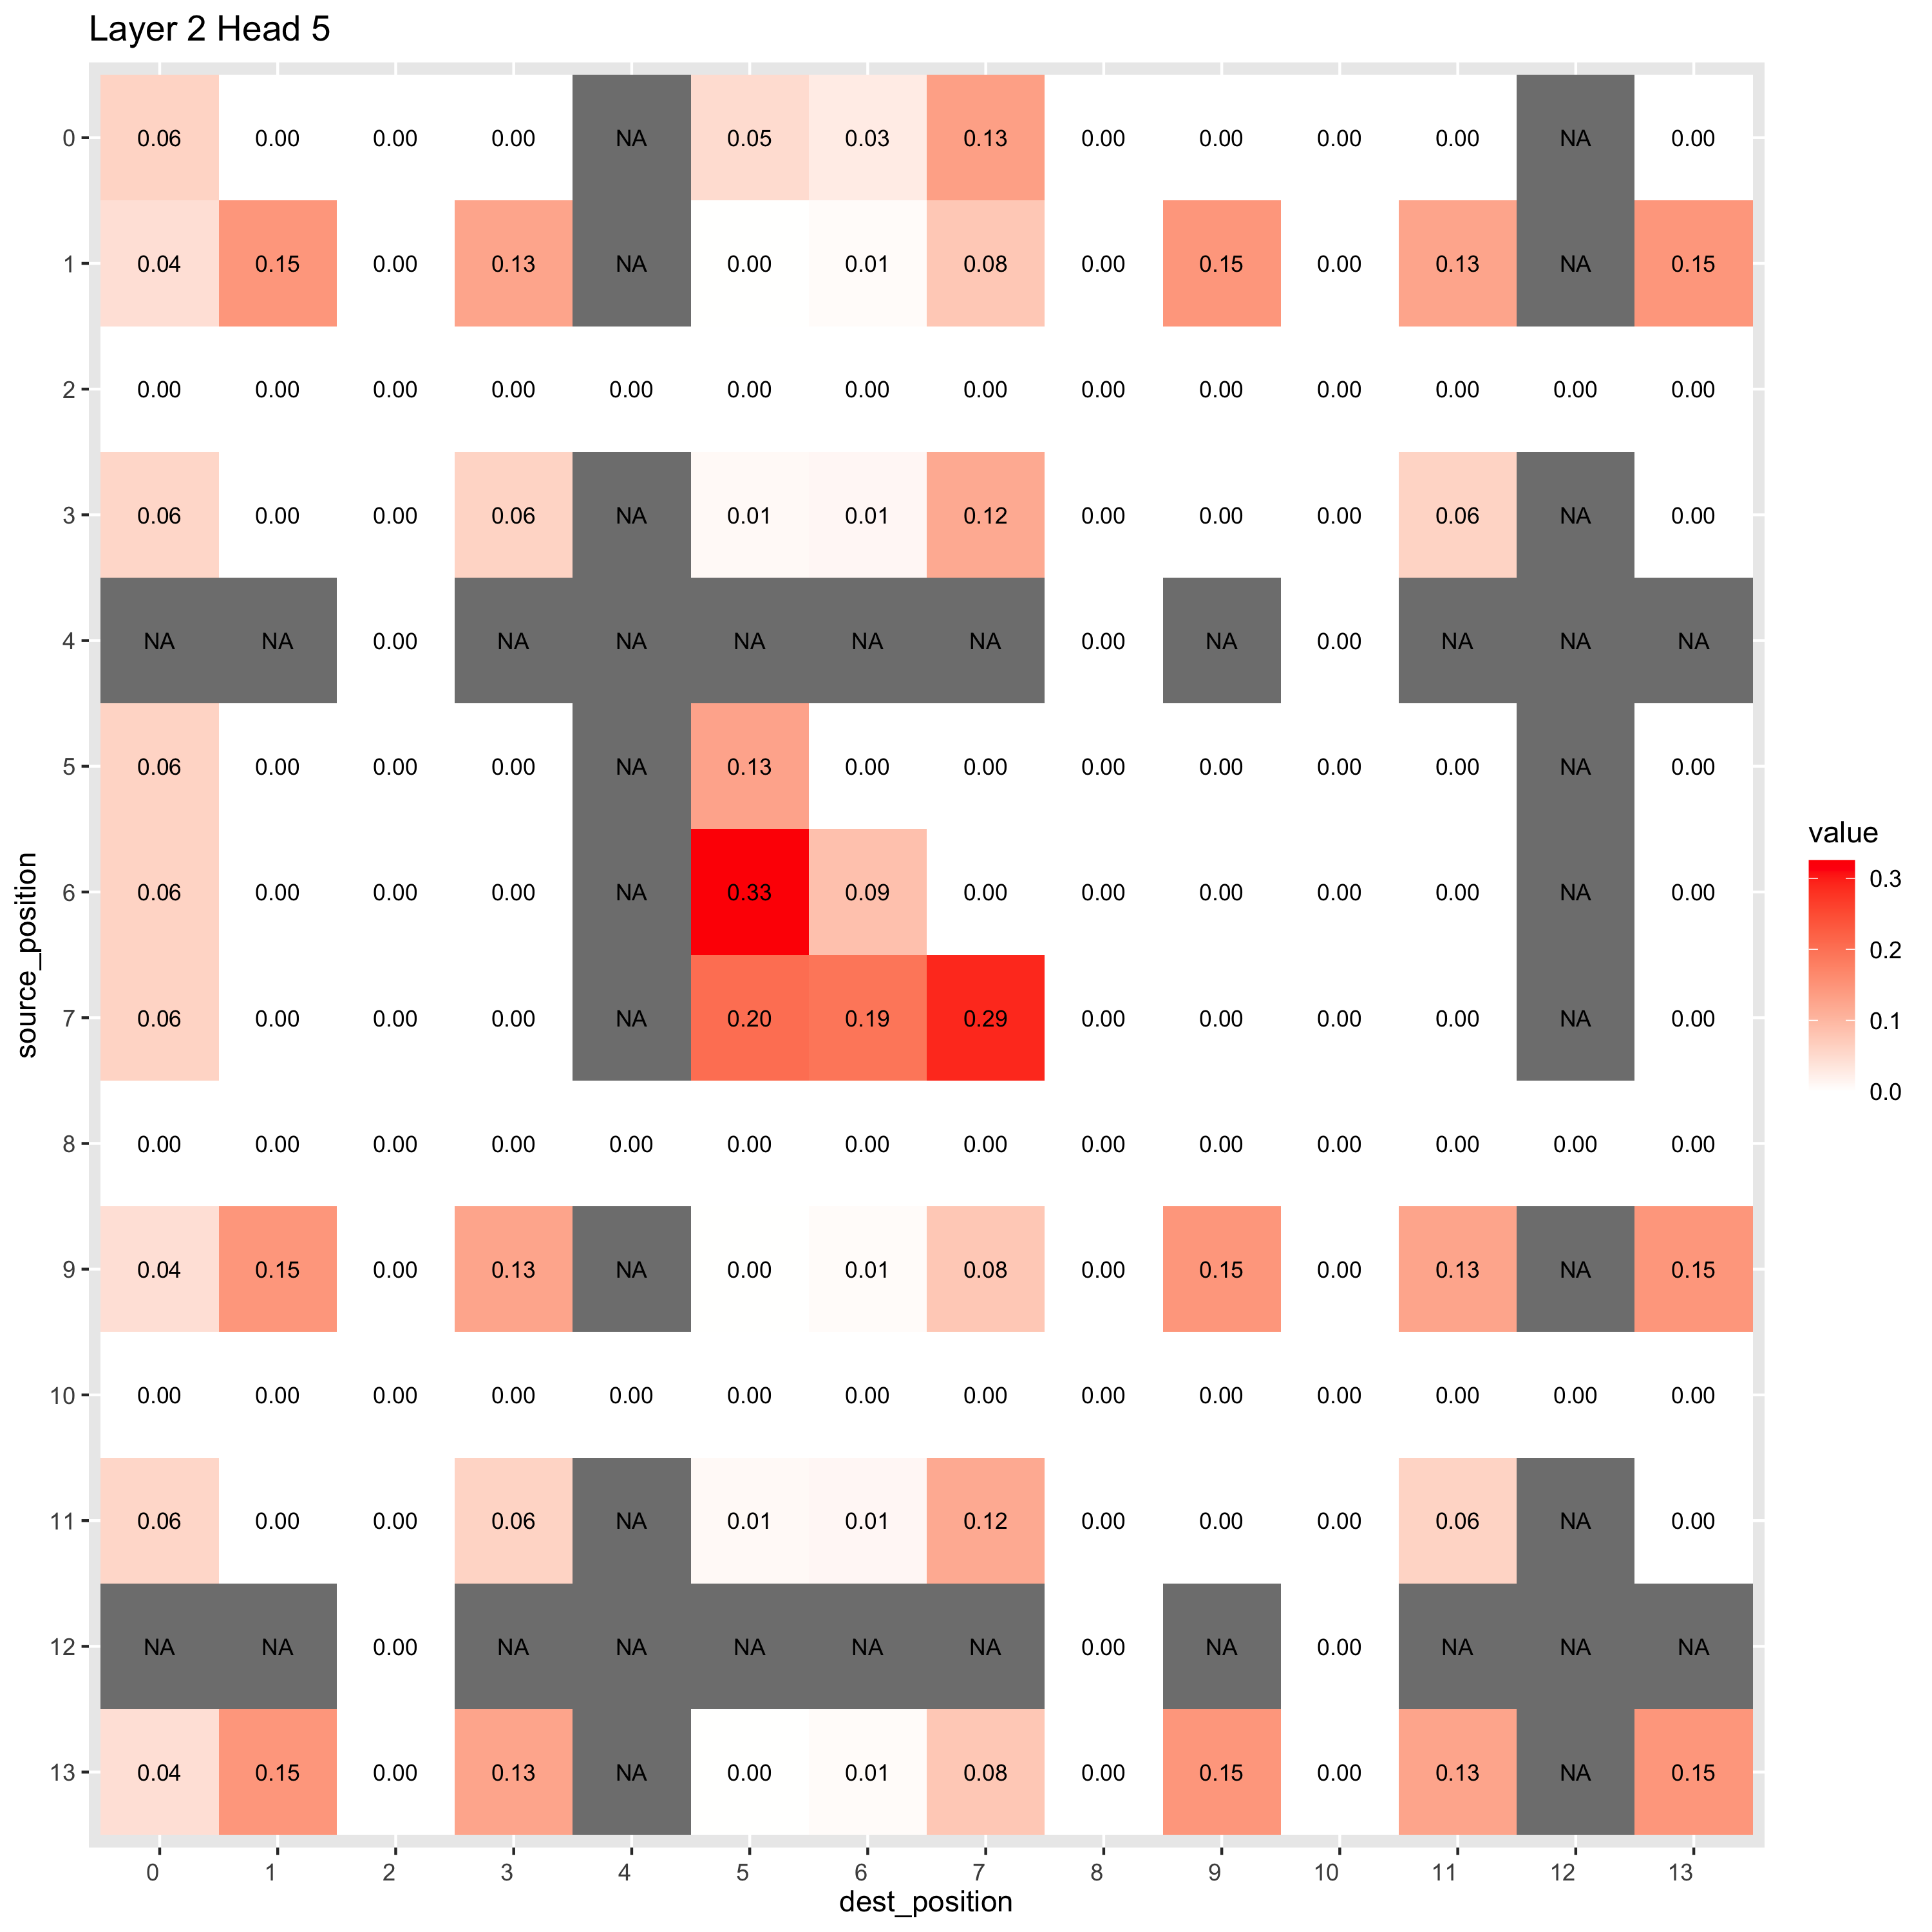 Layer 2 Head 5
0 0.06 0.00 0.00 0.00 NA 0.05 0.03 0.13 0.00 0.00 0.00 0.00 NA 0.00
1 0.04 0.15 0.00 0.13 NA 0.00 0.01 0.08 0.00 0.15 0.00 0.13 NA 0.15
2 0.00 0.00 0.00 0.00 0.00 0.00 0.00 0.00 0.00 0.00 0.00 0.00 0.00 0.00
3 0.06 0.00 0.00 0.06 NA 0.01 0.01 0.12 0.00 0.00 0.00 0.06 NA 0.00
4 NA NA 0.00 NA NA NA NA NA 0.00 NA 0.00 NA NA NA
5 0.06 0.00 0.00 0.00 NA 0.13 0.00 0.00 0.00 0.00 0.00 0.00 NA 0.00
6 0.06 0.00 0.00 0.00 NA 0.33 0.09 0.00 0.00 0.00 0.00 0.00 NA 0.00
7 0.06 0.00 0.00 0.00 NA 0.20 0.19 0.29 0.00 0.00 0.00 0.00 NA 0.00
8 0.00 0.00 0.00 0.00 0.00 0.00 0.00 0.00 0.00 0.00 0.00 0.00 0.00 0.00
9 0.04 0.15 0.00 0.13 NA 0.00 0.01 0.08 0.00 0.15 0.00 0.13 NA 0.15
10 0.00 0.00 0.00 0.00 0.00 0.00 0.00 0.00 0.00 0.00 0.00 0.00 0.00 0.00
11 0.06 0.00 0.00 0.06 NA 0.01 0.01 0.12 0.00 0.00 0.00 0.06 NA 0.00
12 NA NA 0.00 NA NA NA NA NA 0.00 NA 0.00 NA NA NA
13 0.04 0.15 0.00 0.13 NA 0.00 0.01 0.08 0.00 0.15 0.00 0.13 NA 0.15
0 1 2 3 4 5 6 7 8 9 10 11 12 13
dest_position
source_position
value
0.3
0.2
0.1
0.0